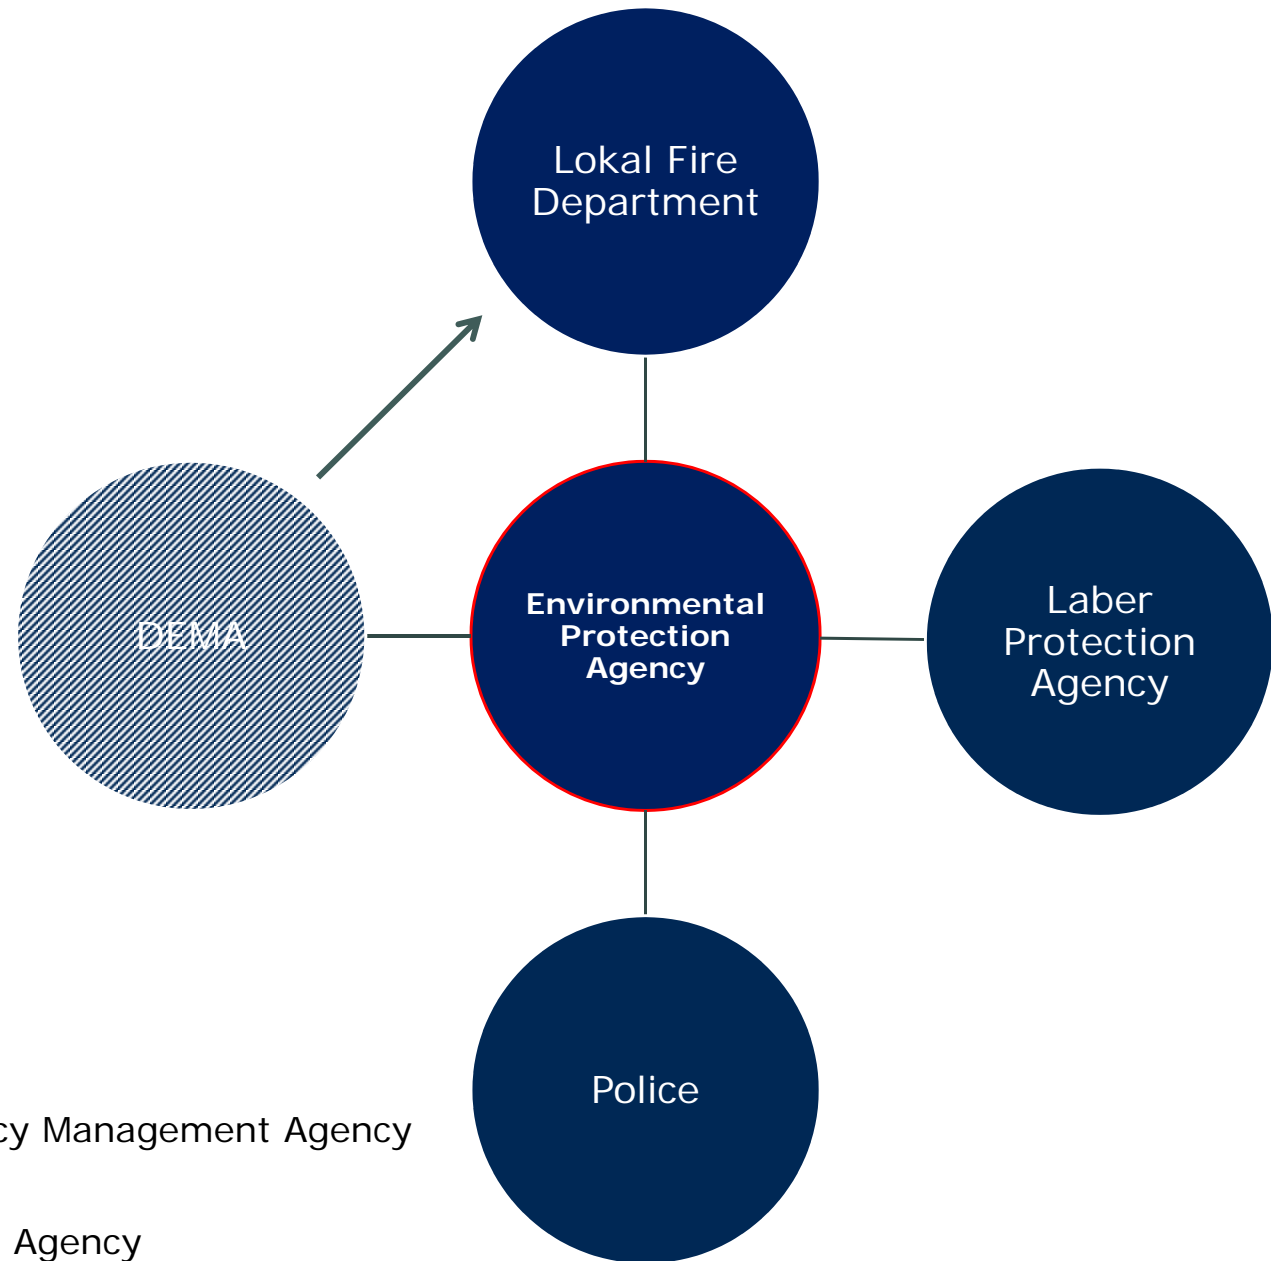 Lokal Fire
Department
DEMA
Environmental
Protection
Agency
Laber
Protection
Agency
Police
cy Management Agency
Agency